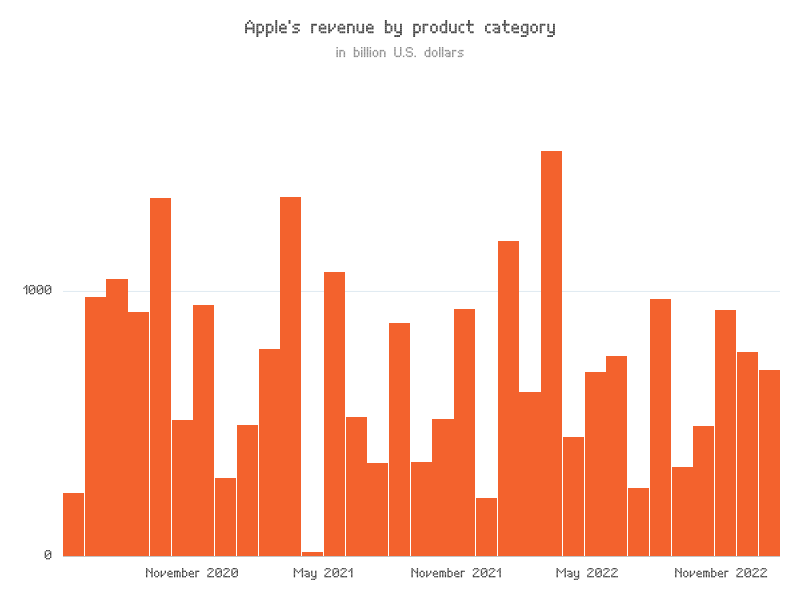 Apple's revenue by product category
in billion U.S. dollars
1000
0
November 2020
May 2021
November 2021
May 2022
November 2022